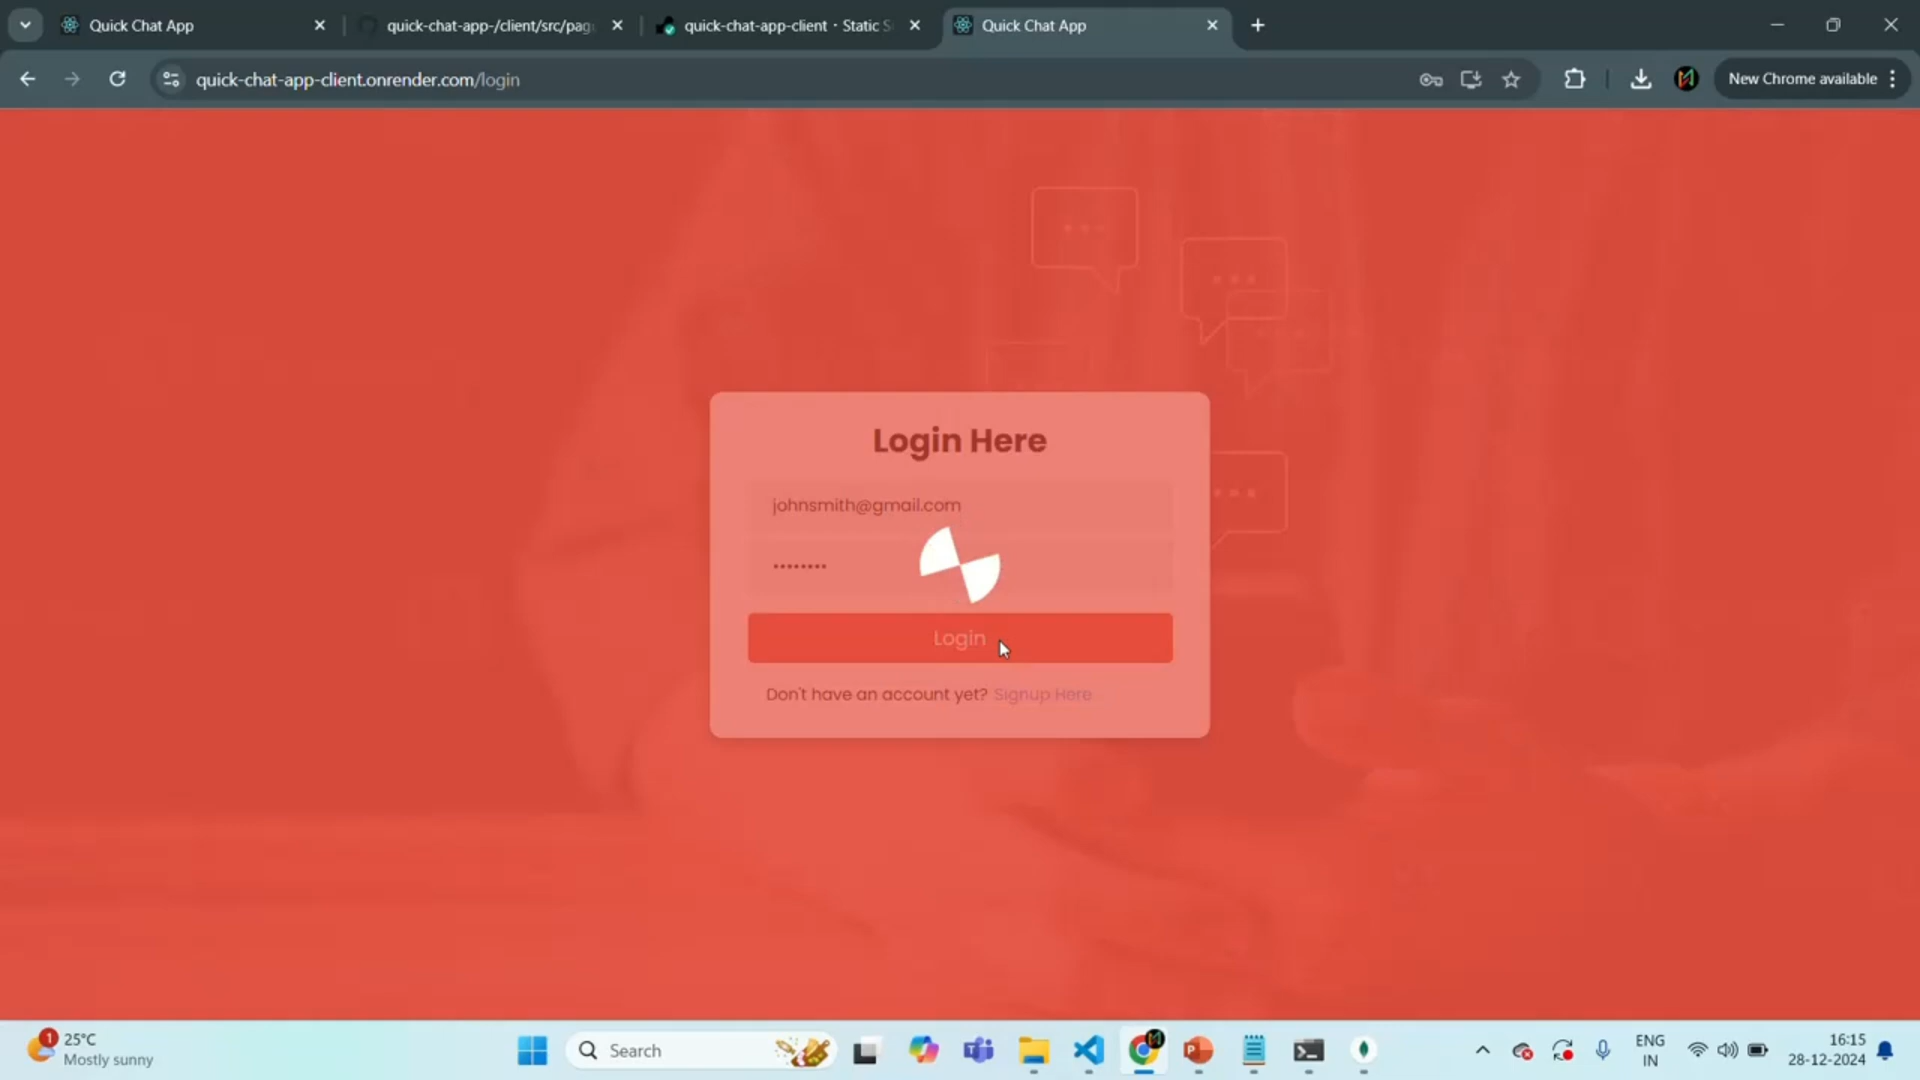 Quick Chat App
quick-chat-app-/client/src/pag
quick-chat-app-client · Static S
Quick Chat App
quick-chat-app-client.onrender.com/login
New Chrome available
Login Here
johnsmith@gmail.com
••••••••
Login
Don't have an account yet? Signup Here
1
25°C
Mostly sunny
Search
ENG
IN
16:15
28-12-2024